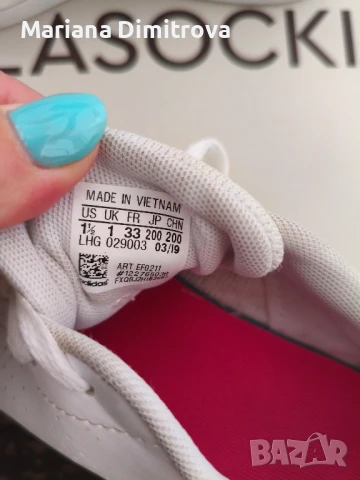 Mariana Dimitrova
LASOCKI
MADE IN VIETNAM
US UK FR JP CHN
1½ 1 33 200 200
LHG 029003 03/19
ART EF0211
adidas
BAZAR